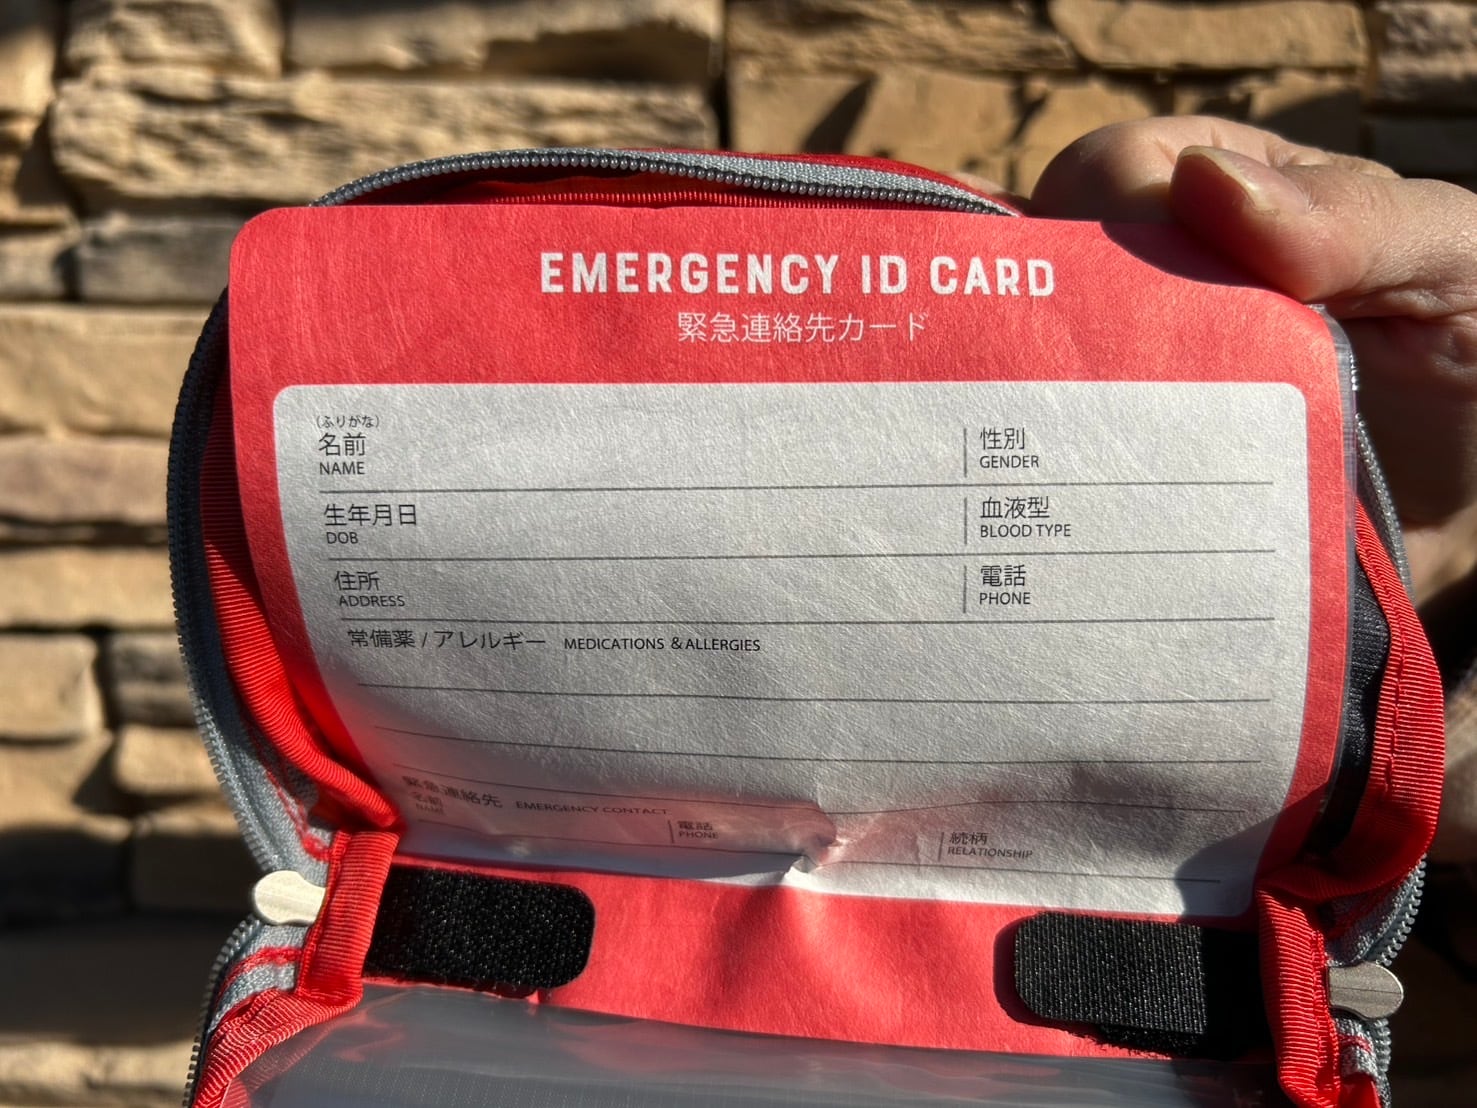 EMERGENCY ID CARD
緊急連絡先カード
(ふりがな)
名前
NAME
性別
GENDER
生年月日
DOB
血液型
BLOOD TYPE
住所
ADDRESS
電話
PHONE
常備薬 / アレルギー MEDICATIONS & ALLERGIES
緊急連絡先 EMERGENCY CONTACT
名前
NAME
電話
PHONE
続柄
RELATIONSHIP